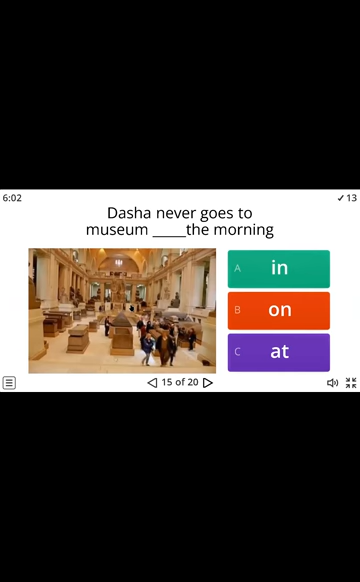 6:02
✓ 13
Dasha never goes to
museum _____the morning
A in
B on
C at
15 of 20